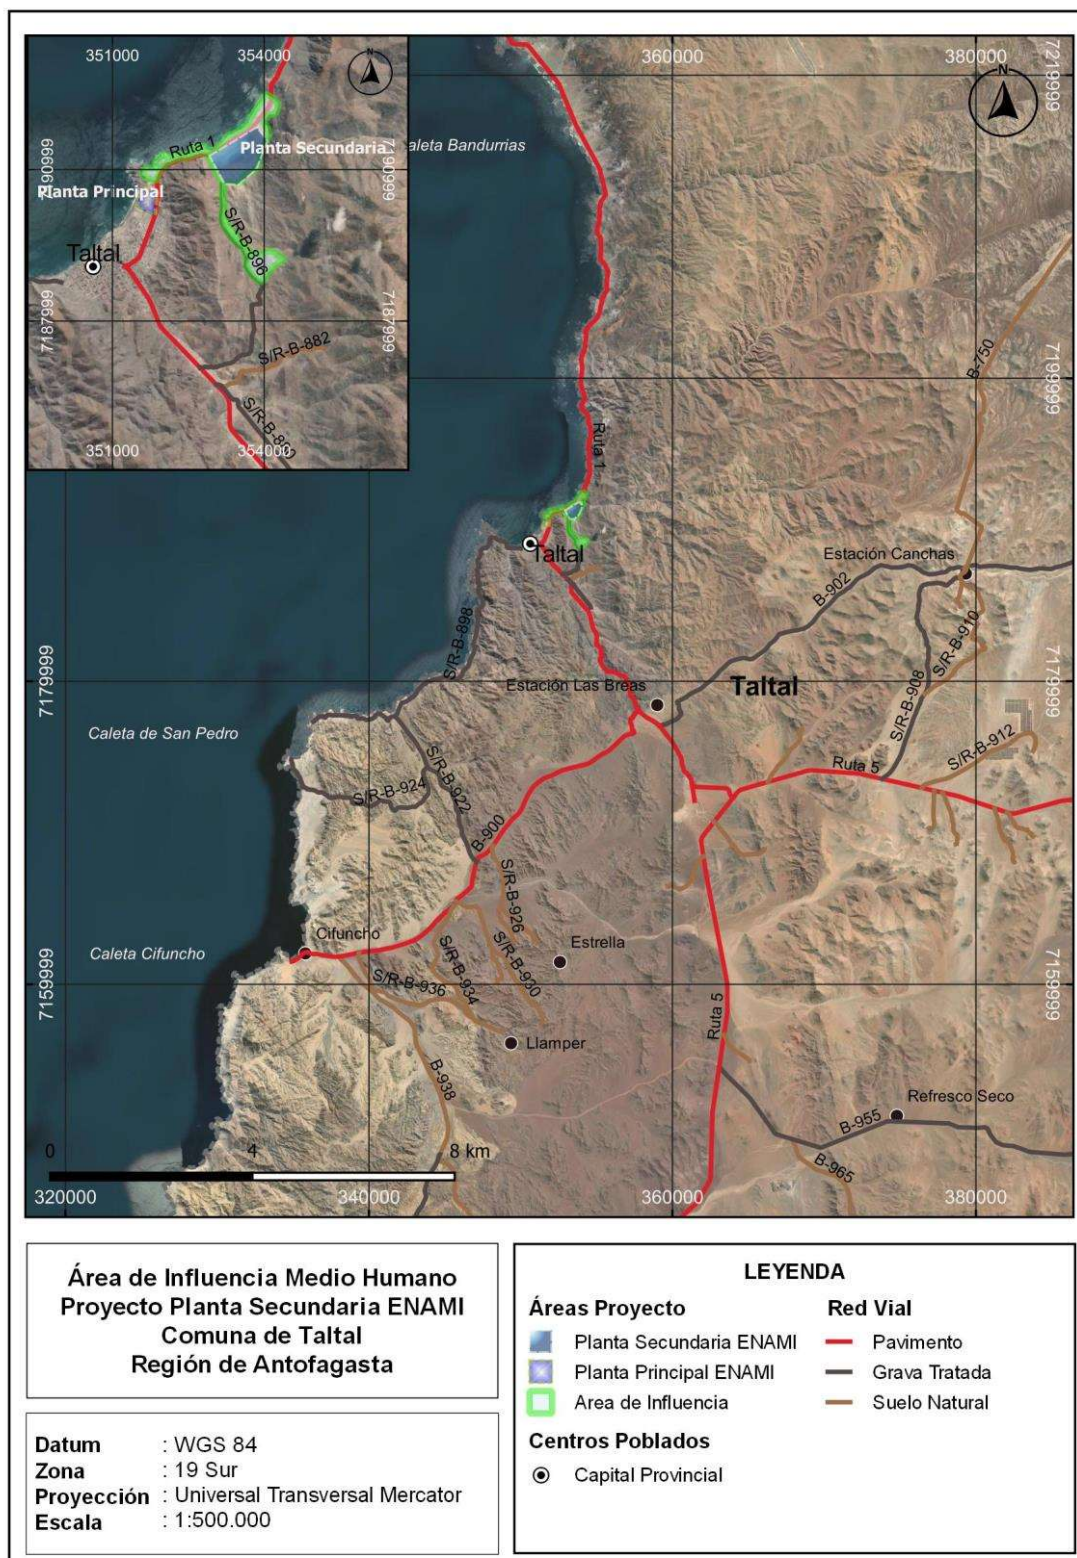 351000
354000
7190999
7187999
Ruta 1
Planta Secundaria
Planta Principal
Taltal
S/R-B-896
S/R-B-882
351000
354000
N
360000
380000
7219999
N
aleta Bandurrias
B-750
7199999
Ruta 1
Taltal
Estación Canchas
B-902
S/R-B-898
S/R-B-910
7179999
Estación Las Breas
Taltal
S/R-B-908
7179999
Caleta de San Pedro
S/R-B-912
Ruta 5
S/R-B-924
S/R-B-922
B-900
S/R-B-926
Cifuncho
Estrella
Caleta Cifuncho
S/R-B-936
S/R-B-934
S/R-B-930
7159999
7159999
Ruta 5
Llamper
B-938
Refresco Seco
B-955
B-965
0
4
8 km
320000
340000
360000
380000
Área de Influencia Medio Humano
Proyecto Planta Secundaria ENAMI
Comuna de Taltal
Región de Antofagasta
Datum : WGS 84
Zona : 19 Sur
Proyección : Universal Transversal Mercator
Escala : 1:500.000
LEYENDA
Áreas Proyecto
Planta Secundaria ENAMI
Planta Principal ENAMI
Area de Influencia
Centros Poblados
Capital Provincial
Red Vial
Pavimento
Grava Tratada
Suelo Natural